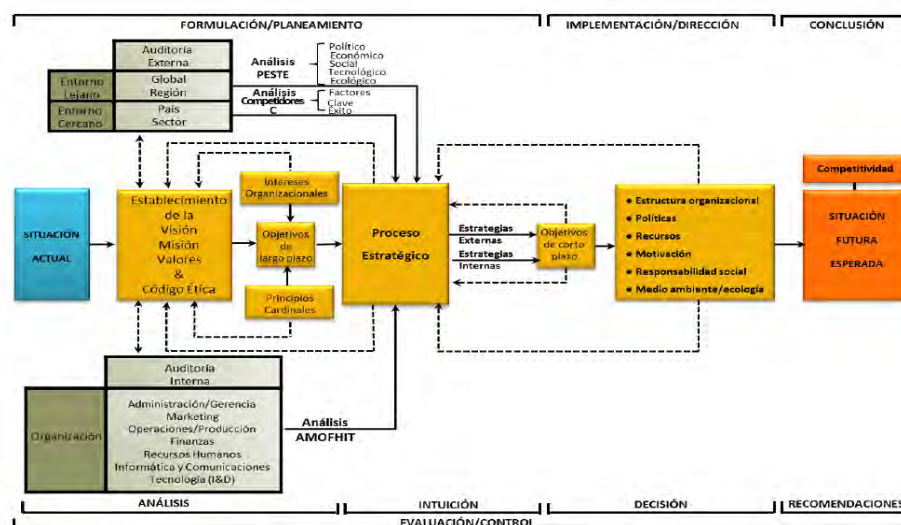 FORMULACIÓN/PLANEAMIENTO
IMPLEMENTACIÓN/DIRECCIÓN
CONCLUSIÓN
Auditoría
Externa
Entorno
Lejano
Global
Región
Entorno
Cercano
País
Sector
Análisis
PESTE
Político
Económico
Social
Tecnológico
Ecológico
Análisis
Competidores
C
Factores
Clave
Éxito
SITUACIÓN
ACTUAL
Establecimiento
de la
Visión
Misión
Valores
&
Código Ética
Intereses
Organizacionales
Objetivos de
largo plazo
Principios
Cardinales
Proceso
Estratégico
Estrategias
Externas
Estrategias
Internas
Objetivos
de corto
plazo
• Estructura organizacional
• Políticas
• Recursos
• Motivación
• Responsabilidad social
• Medio ambiente/ecología
Competitividad
SITUACIÓN
FUTURA
ESPERADA
Auditoría
Interna
Organización
Administración/Gerencia
Marketing
Operaciones/Producción
Finanzas
Recursos Humanos
Informática y Comunicaciones
Tecnología (I&D)
Análisis
AMOFHIT
ANÁLISIS
INTUICIÓN
DECISIÓN
RECOMENDACIONES
EVALUACIÓN/CONTROL